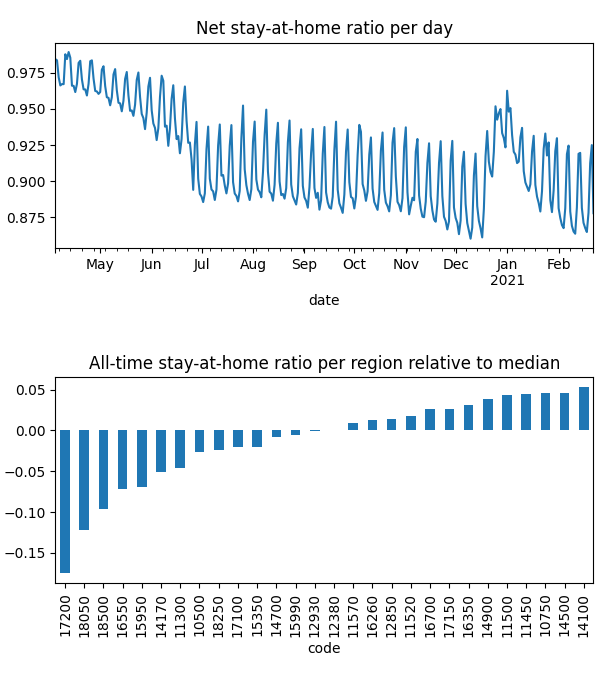 Net stay-at-home ratio per day
0.975
0.950
0.925
0.900
0.875
May Jun Jul Aug Sep Oct Nov Dec Jan Feb
2021
date
All-time stay-at-home ratio per region relative to median
0.05
0.00
−0.05
−0.10
−0.15
17200 18050 18500 16550 15950 14170 11300 10500 18250 17100 15350 14700 15990 12930 12380 11570 16260 12850 11520 16700 17150 16350 14900 11500 11450 10750 14500 14100
code